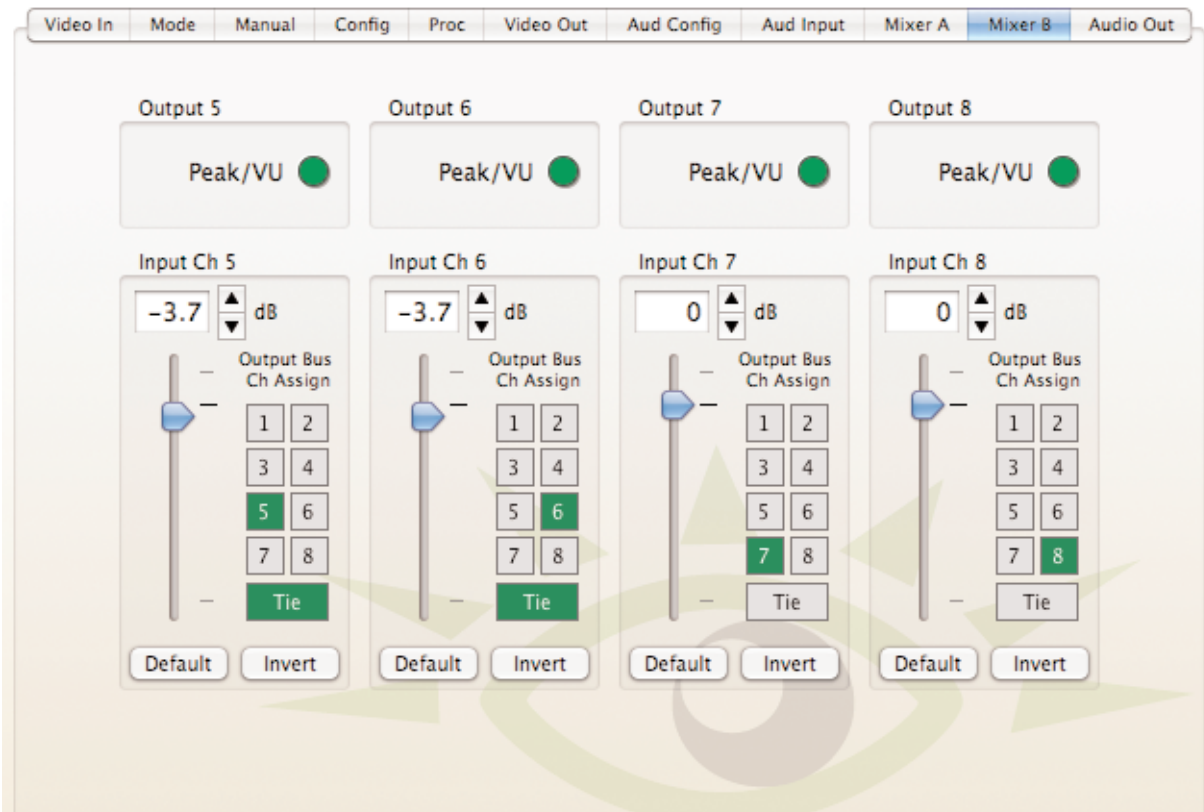 Video In Mode Manual Config Proc Video Out Aud Config Aud Input Mixer A Mixer B Audio Out
Output 5 Output 6 Output 7 Output 8
Peak/VU Peak/VU Peak/VU Peak/VU
Input Ch 5 Input Ch 6 Input Ch 7 Input Ch 8
-3.7 dB -3.7 dB 0 dB 0 dB
Output Bus Output Bus Output Bus Output Bus
Ch Assign Ch Assign Ch Assign Ch Assign
1 2 1 2 1 2 1 2
3 4 3 4 3 4 3 4
5 6 5 6 5 6 5 6
7 8 7 8 7 8 7 8
Tie Tie Tie Tie
Default Invert Default Invert Default Invert Default Invert